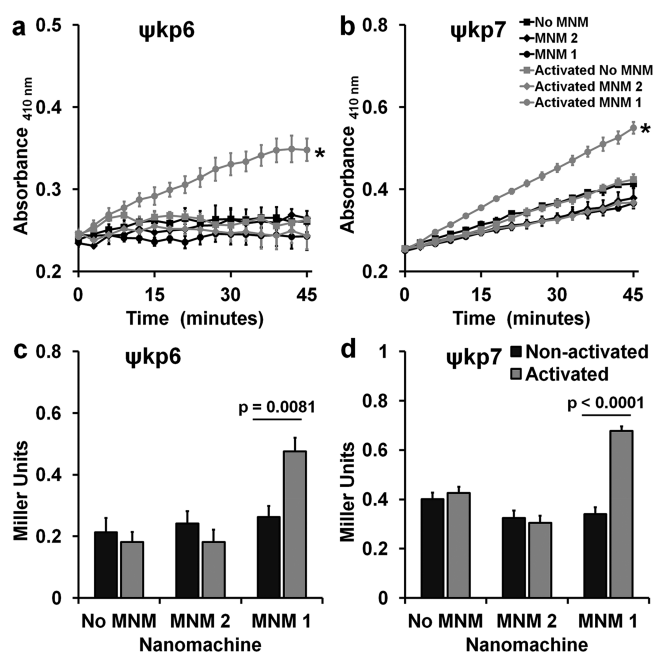 a
ψkp6
0.5
0.4
0.3
0.2
Absorbance 410 nm
*
0
15
30
45
Time (minutes)
b
ψkp7
0.8
0.6
0.4
0.2
Absorbance 410 nm
No MNM
MNM 2
MNM 1
Activated No MNM
Activated MNM 2
Activated MNM 1
*
0
15
30
45
Time (minutes)
c
ψkp6
0.8
0.6
0.4
0.2
0
Miller Units
p = 0.0081
No MNM
MNM 2
MNM 1
Nanomachine
d
ψkp7
1
0.8
0.6
0.4
0.2
0
Miller Units
Non-activated
Activated
p < 0.0001
No MNM
MNM 2
MNM 1
Nanomachine